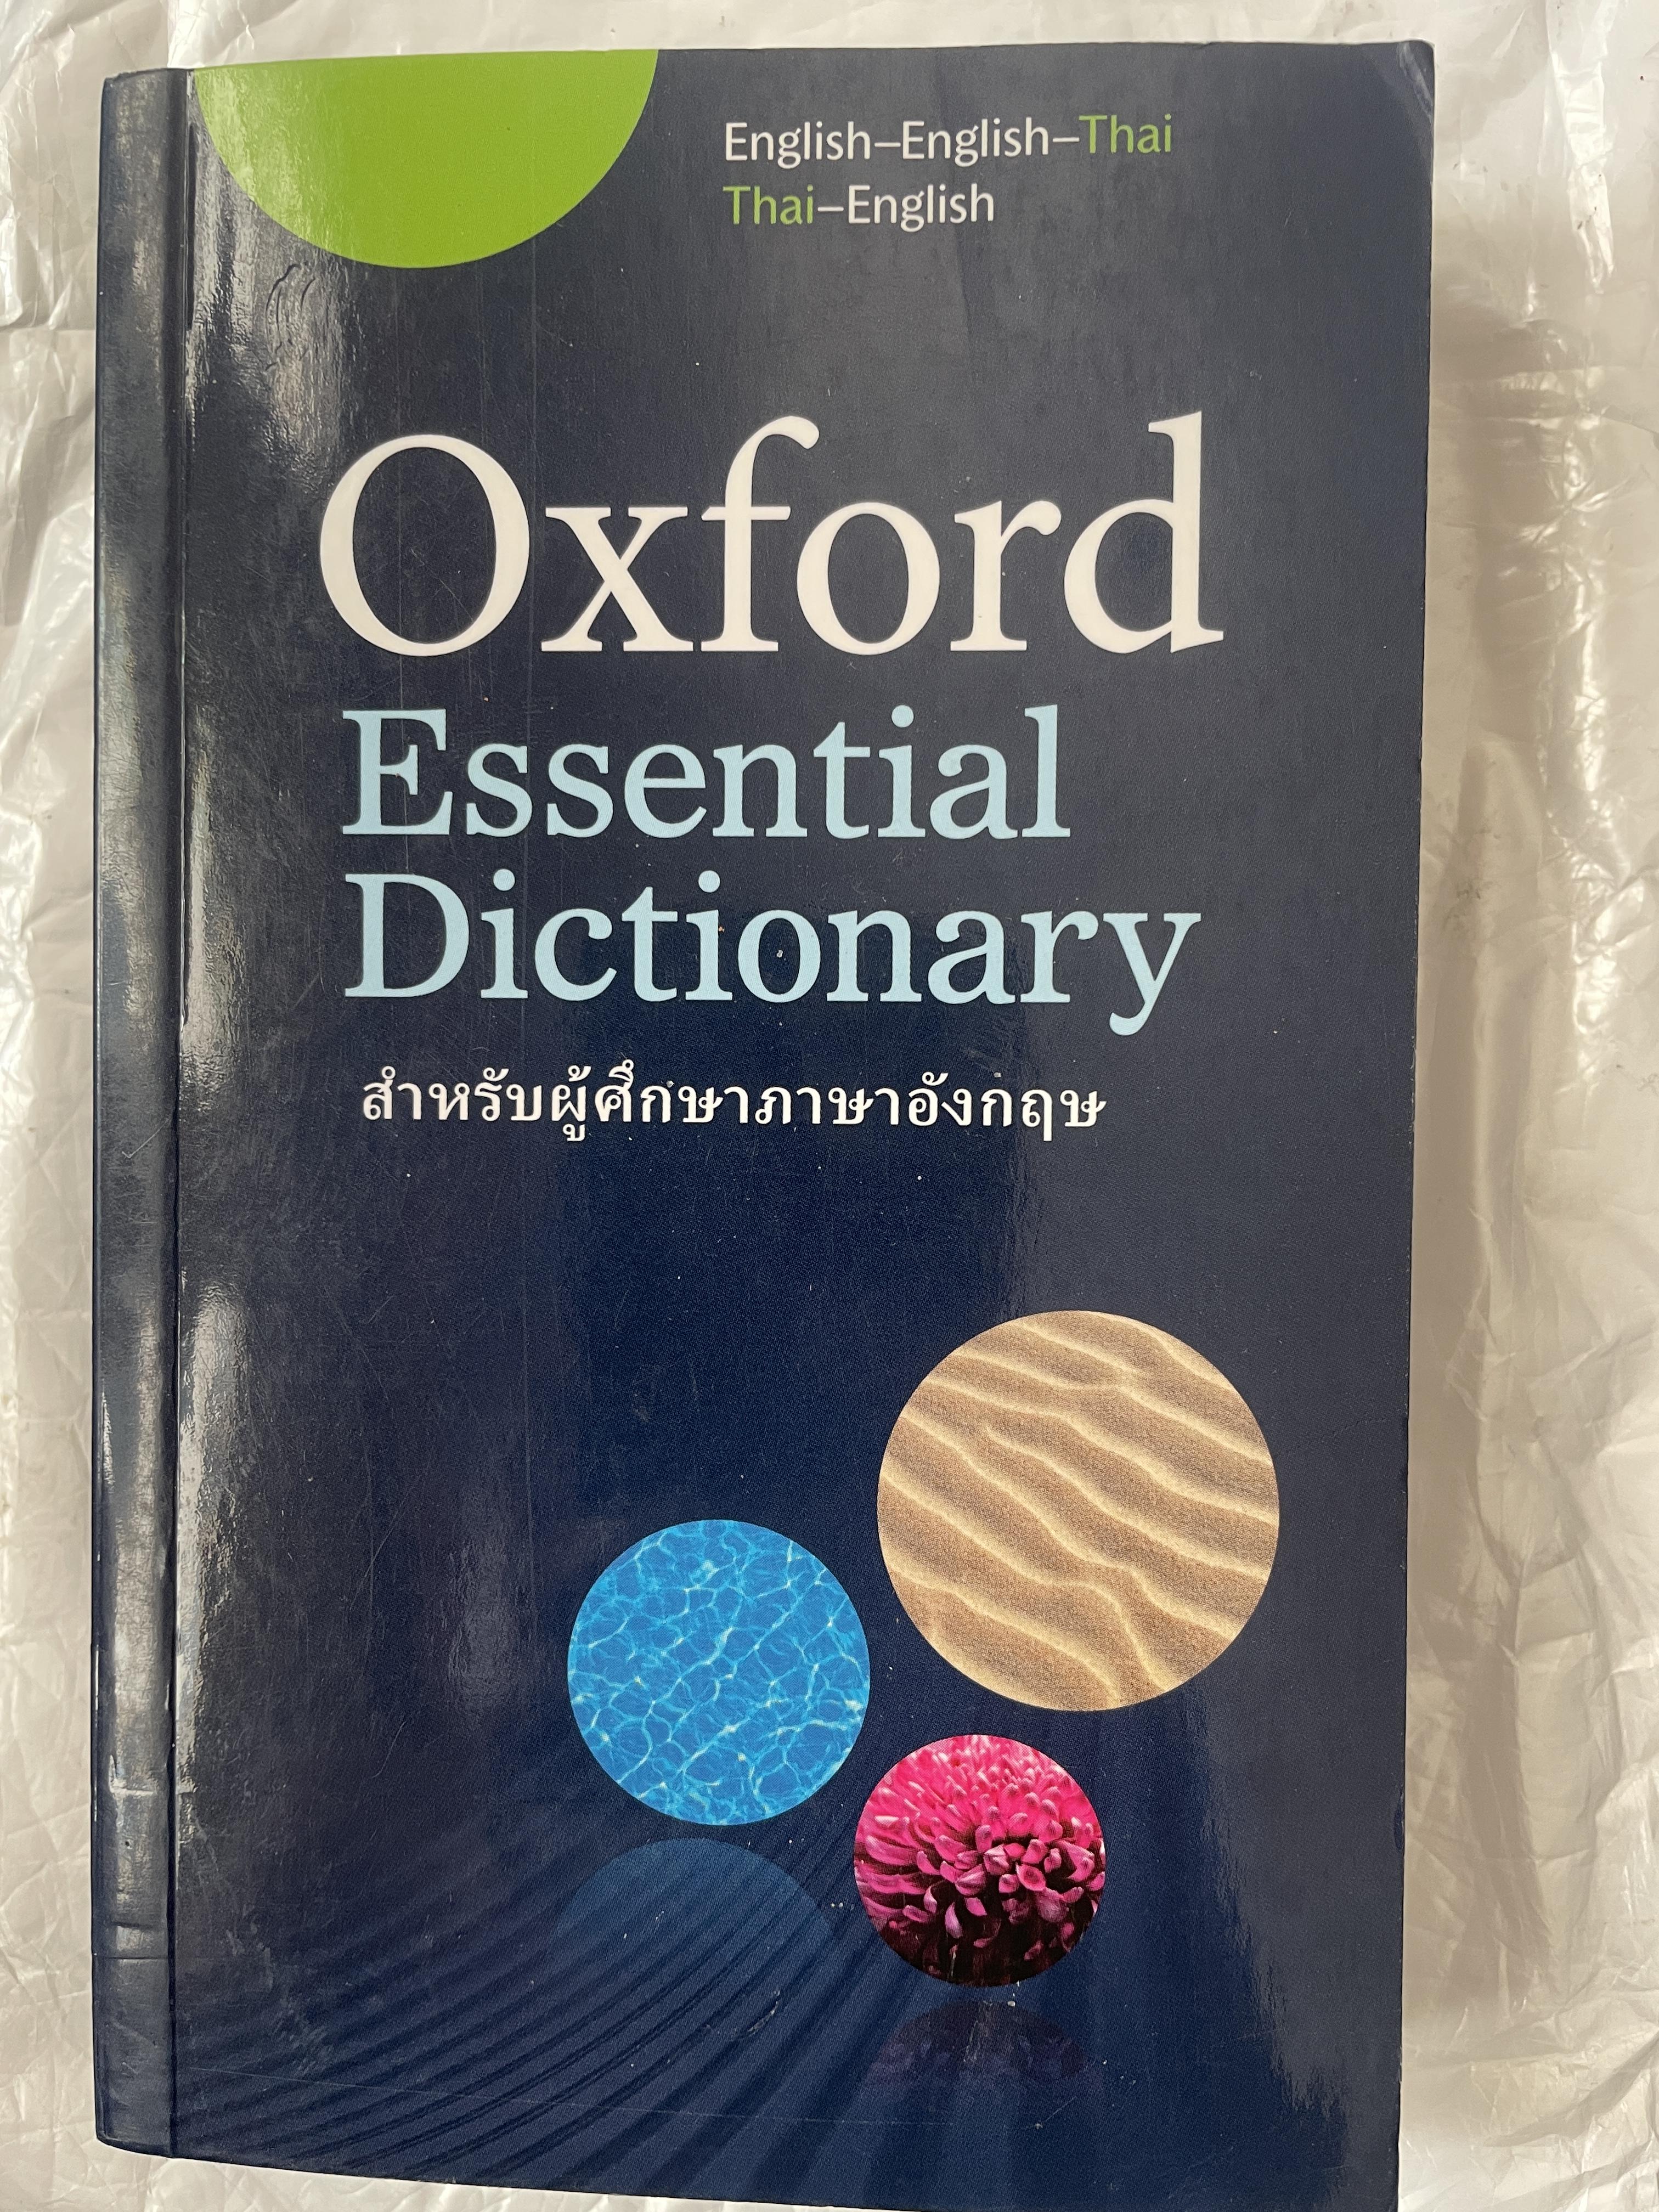 English–English–Thai
Thai–English
Oxford
Essential
Dictionary
สำหรับผู้ศึกษาภาษาอังกฤษ